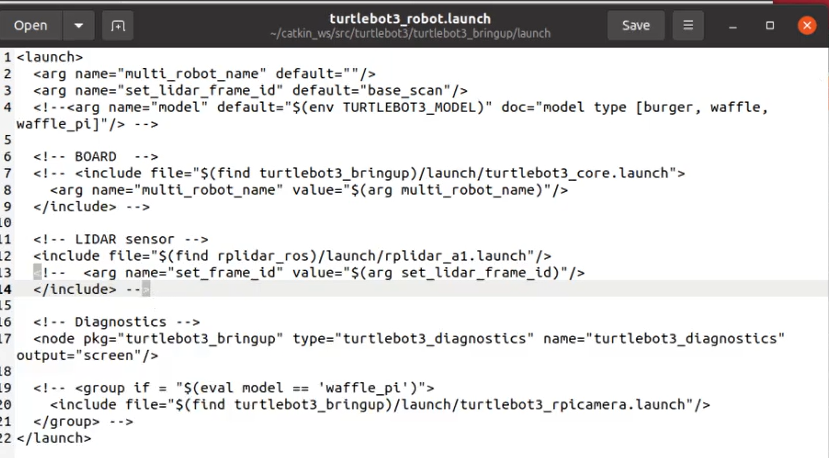 Open
turtlebot3_robot.launch
~/catkin_ws/src/turtlebot3/turtlebot3_bringup/launch
Save
1 <launch>
2   <arg name="multi_robot_name" default=""/>
3   <arg name="set_lidar_frame_id" default="base_scan"/>
4   <!--<arg name="model" default="$(env TURTLEBOT3_MODEL)" doc="model type [burger, waffle,
waffle_pi]"/> -->
5
6   <!-- BOARD  -->
7   <!-- <include file="$(find turtlebot3_bringup)/launch/turtlebot3_core.launch">
8     <arg name="multi_robot_name" value="$(arg multi_robot_name)"/>
9   </include> -->
10
11   <!-- LIDAR sensor -->
12   <include file="$(find rplidar_ros)/launch/rplidar_a1.launch"/>
13   <!--  <arg name="set_frame_id" value="$(arg set_lidar_frame_id)"/>
14   </include> -->
15
16   <!-- Diagnostics -->
17   <node pkg="turtlebot3_bringup" type="turtlebot3_diagnostics" name="turtlebot3_diagnostics"
output="screen"/>
18
19   <!-- <group if = "$(eval model == 'waffle_pi')">
20     <include file="$(find turtlebot3_bringup)/launch/turtlebot3_rpicamera.launch"/>
21   </group> -->
22 </launch>